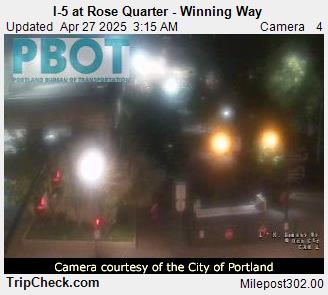 I-5 at Rose Quarter - Winning Way
Updated Apr 27 2025 3:15 AM Camera 4
PBOT
PORTLAND BUREAU OF TRANSPORTATION
Camera courtesy of the City of Portland
TripCheck.com Milepost302.00